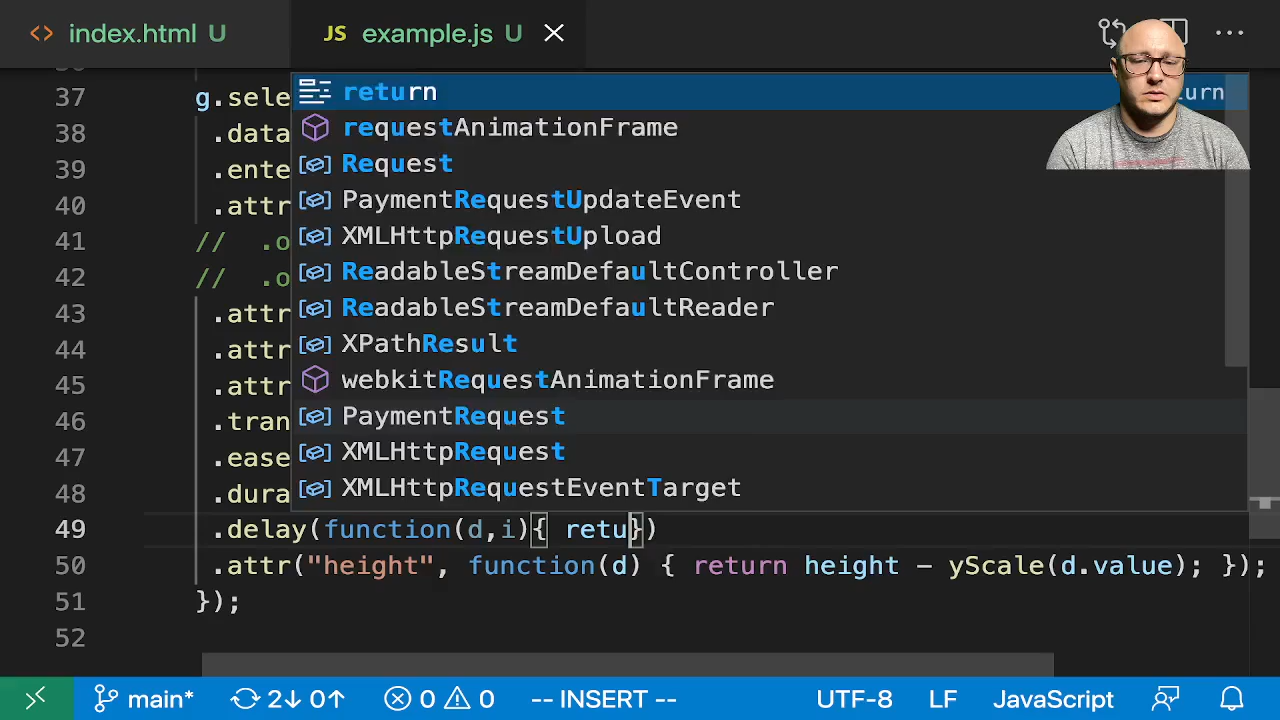 <> index.html U
JS example.js U ×
37 g.sele
38 .data
39 .ente
40 .attr
41 // .o
42 // .o
43 .attr
44 .attr
45 .attr
46 .tran
47 .ease
48 .dura
return
requestAnimationFrame
Request
PaymentRequestUpdateEvent
XMLHttpRequestUpload
ReadableStreamDefaultController
ReadableStreamDefaultReader
XPathResult
webkitRequestAnimationFrame
PaymentRequest
XMLHttpRequest
XMLHttpRequestEventTarget
49 .delay(function(d,i){ retu})
50 .attr("height", function(d) { return height - yScale(d.value); });
51 });
52
main* 2↓ 0↑ 0 0 -- INSERT -- UTF-8 LF JavaScript